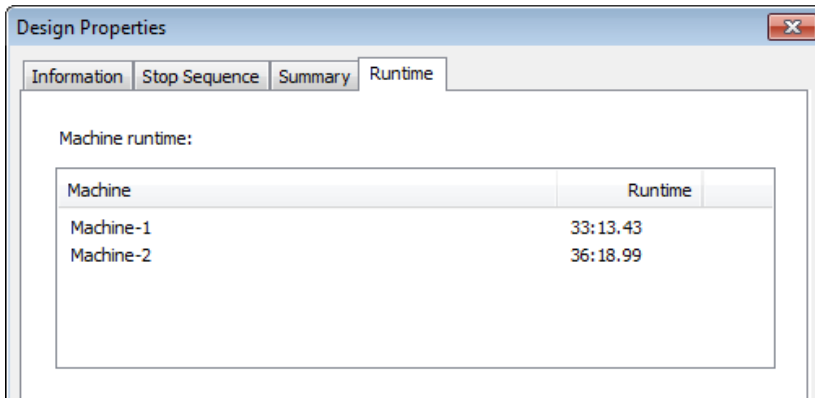 Design Properties
Information Stop Sequence Summary Runtime
Machine runtime:
Machine Runtime
Machine-1 33:13.43
Machine-2 36:18.99